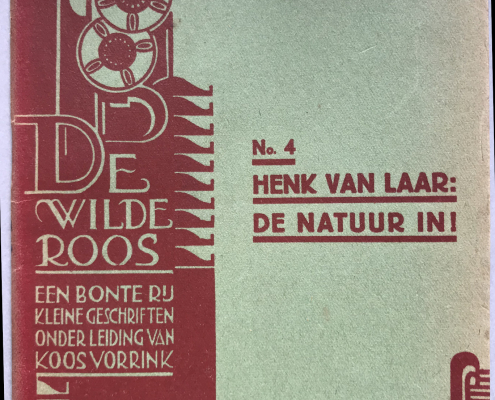 DE
WILDE
ROOS
EEN BONTE RIJ
KLEINE GESCHRIFTEN
ONDER LEIDING VAN
KOOS VORRINK
No. 4
HENK VAN LAAR:
DE NATUUR IN!